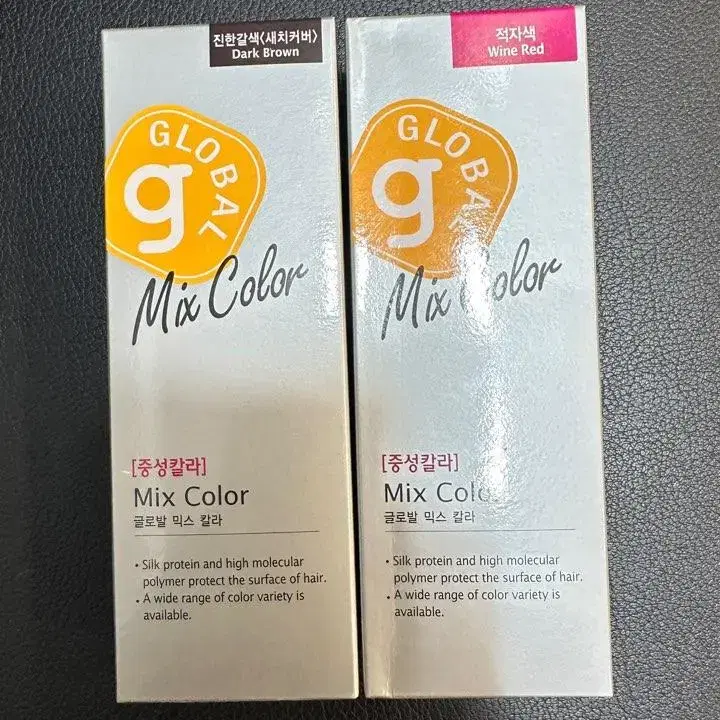 진한갈색<새치커버>
Dark Brown
GLOBAL
g
Mix Color
[중성칼라]
Mix Color
글로발 믹스 칼라
• Silk protein and high molecular
polymer protect the surface of hair.
• A wide range of color variety is
available.
적자색
Wine Red
GLOBAL
g
Mix Color
[중성칼라]
Mix Color
글로발 믹스 칼라
• Silk protein and high molecular
polymer protect the surface of hair.
• A wide range of color variety is
available.